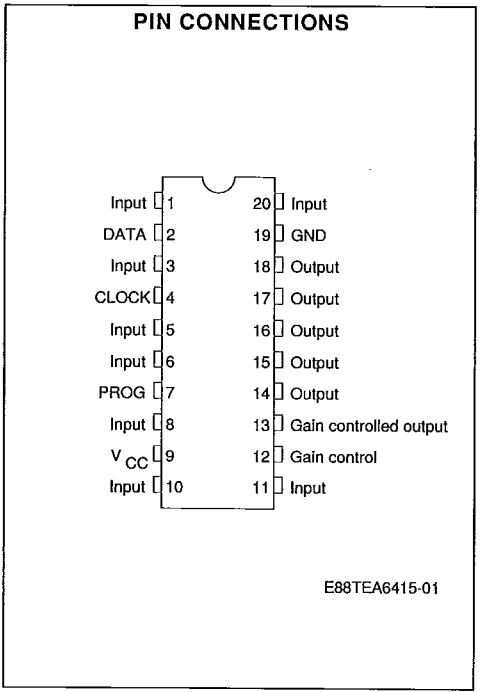 PIN CONNECTIONS
Input 1 20 Input
DATA 2 19 GND
Input 3 18 Output
CLOCK 4 17 Output
Input 5 16 Output
Input 6 15 Output
PROG 7 14 Output
Input 8 13 Gain controlled output
V CC 9 12 Gain control
Input 10 11 Input
E88TEA6415-01